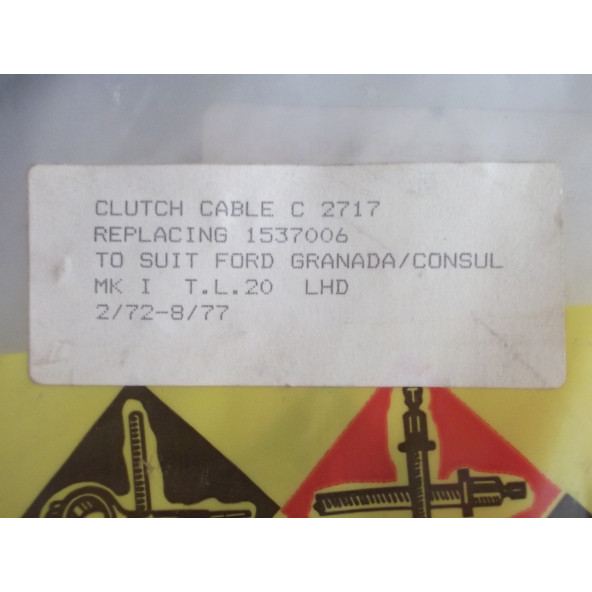 CLUTCH CABLE C 2717
REPLACING 1537006
TO SUIT FORD GRANADA/CONSUL
MK I T.L.20 LHD
2/72-8/77